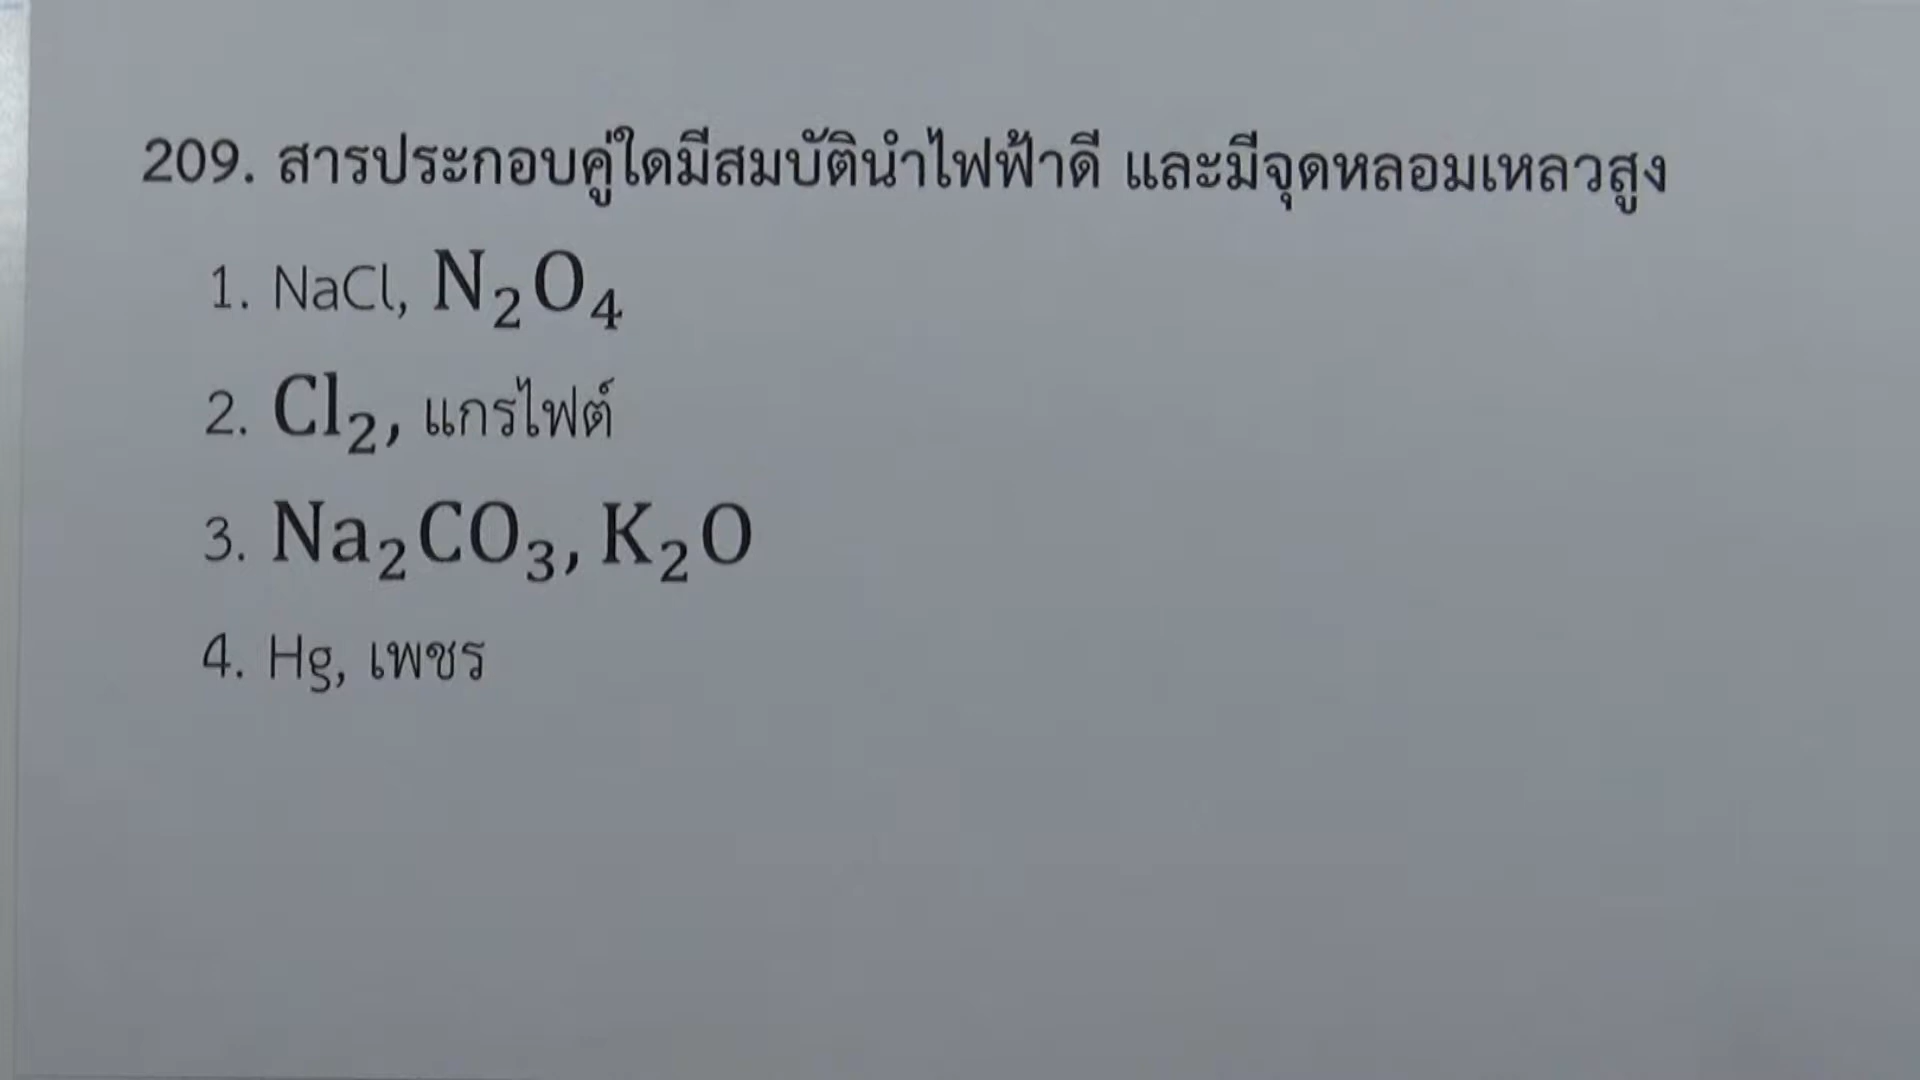 209. สารประกอบคู่ใดมีสมบัตินำไฟฟ้าดี และมีจุดหลอมเหลวสูง
1. NaCl, N₂O₄
2. Cl₂, แกรไฟต์
3. Na₂CO₃, K₂O
4. Hg, เพชร